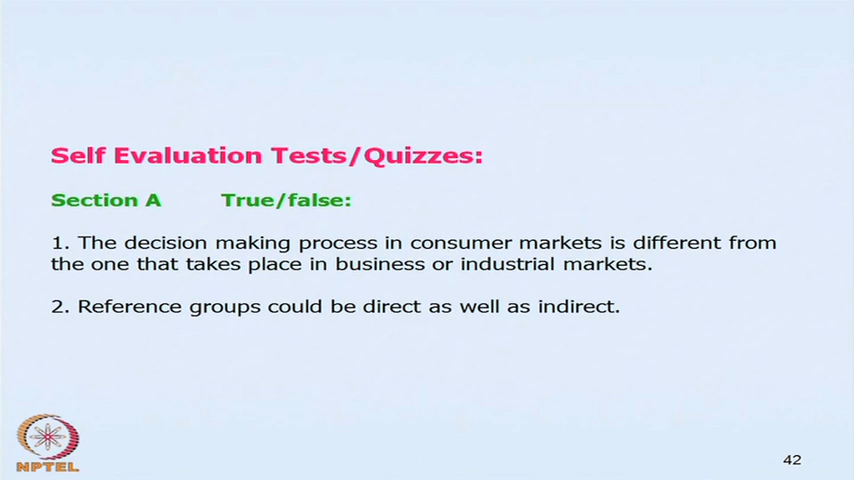 Self Evaluation Tests/Quizzes:
Section A True/false:
1. The decision making process in consumer markets is different from
the one that takes place in business or industrial markets.
2. Reference groups could be direct as well as indirect.
NPTEL
42